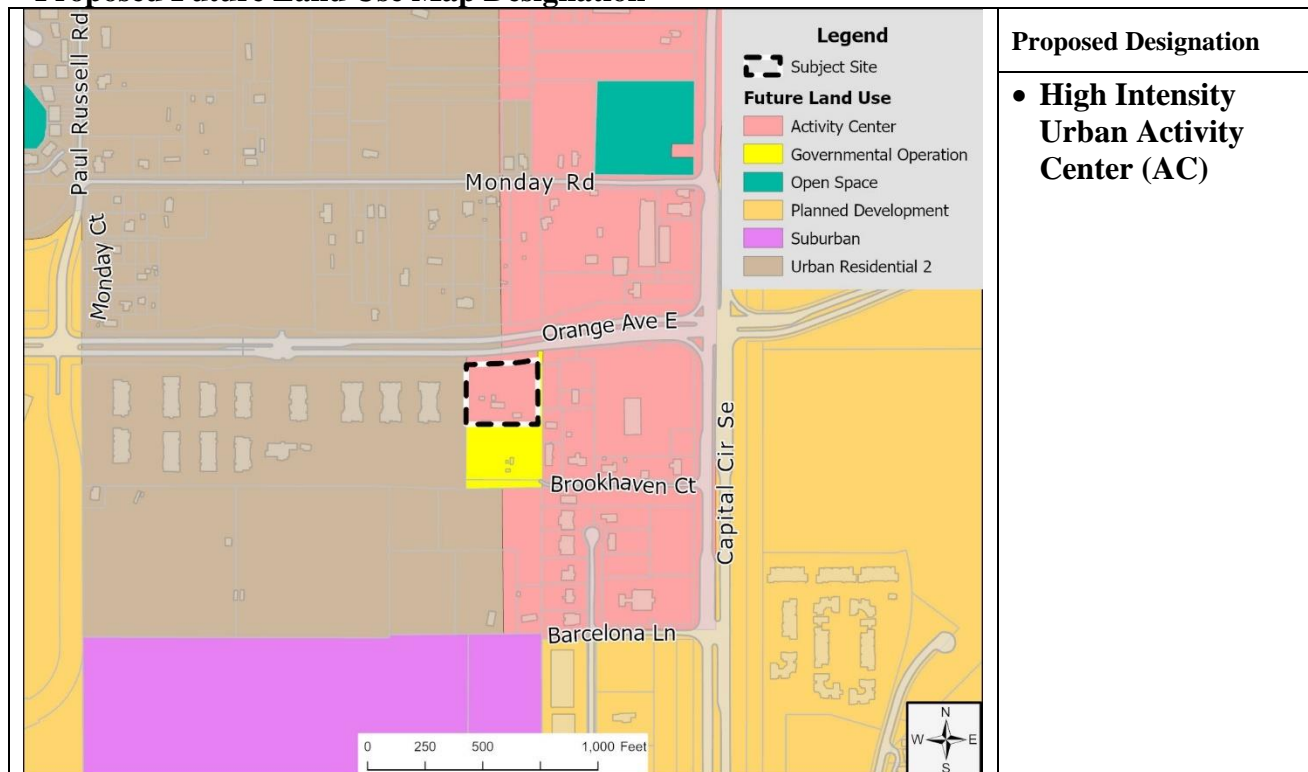 Proposed Future Land Use Map Designation
Paul Russell Rd
Monday Ct
Monday Rd
Orange Ave E
Brookhaven Ct
Capital Cir Se
Barcelona Ln
Legend
Subject Site
Future Land Use
Activity Center
Governmental Operation
Open Space
Planned Development
Suburban
Urban Residential 2
0 250 500 1,000 Feet
N
W E
S
Proposed Designation
• High Intensity
Urban Activity
Center (AC)